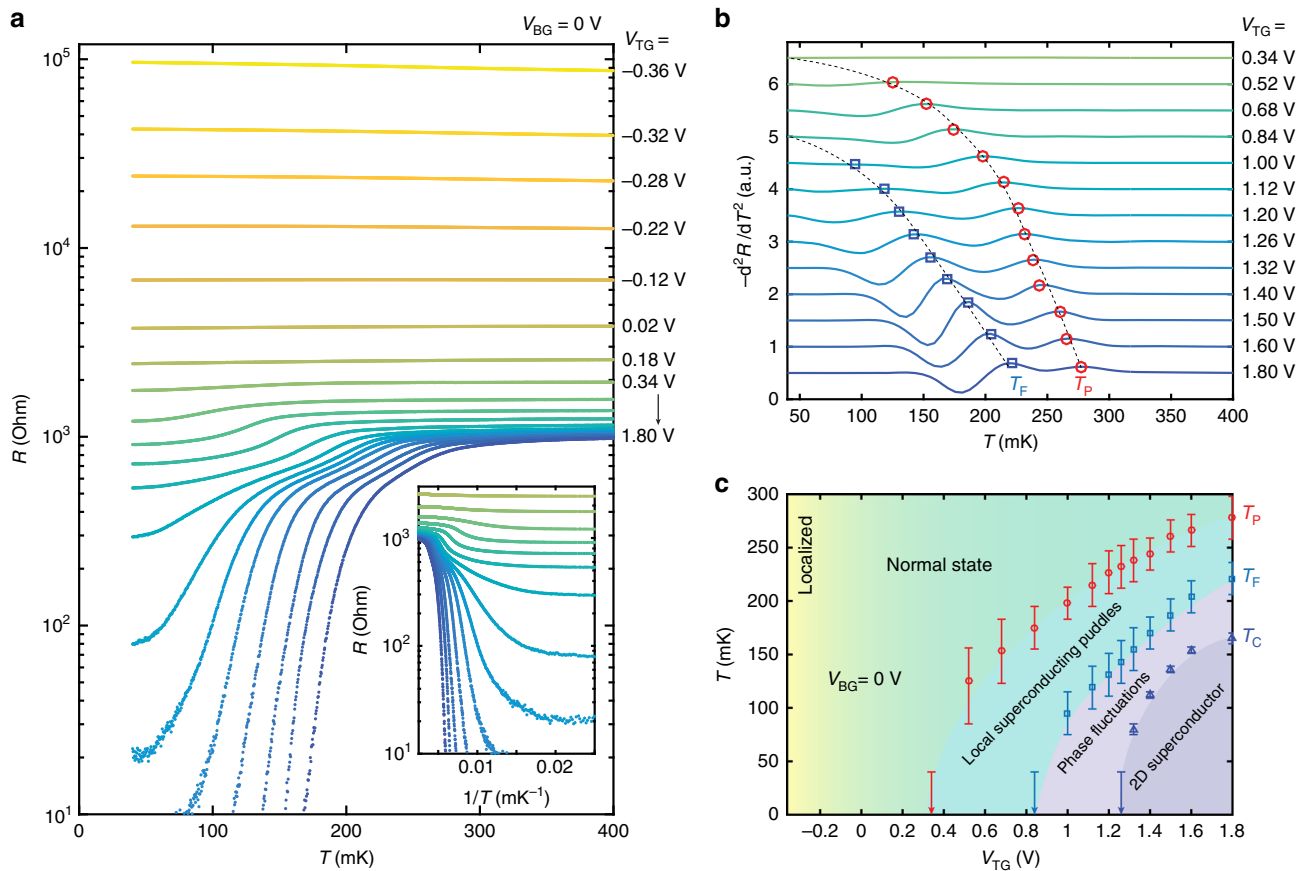 a
V_BG = 0 V
V_TG =
10^5
10^4
10^3
10^2
10^1
R (Ohm)
–0.36 V
–0.32 V
–0.28 V
–0.22 V
–0.12 V
0.02 V
0.18 V
0.34 V
1.80 V
0
100
200
300
400
T (mK)
10^3
10^2
10^1
R (Ohm)
0.01
0.02
1/T (mK^−1)
b
V_TG =
6
5
4
3
2
1
0
–d^2R/dT^2 (a.u.)
0.34 V
0.52 V
0.68 V
0.84 V
1.00 V
1.12 V
1.20 V
1.26 V
1.32 V
1.40 V
1.50 V
1.60 V
1.80 V
T_F
T_P
50
100
150
200
250
300
350
400
T (mK)
c
300
250
200
150
100
50
0
T (mK)
Localized
Normal state
V_BG = 0 V
Local superconducting puddles
Phase fluctuations
2D superconductor
T_P
T_F
T_C
−0.2
0
0.2
0.4
0.6
0.8
1
1.2
1.4
1.6
1.8
V_TG (V)